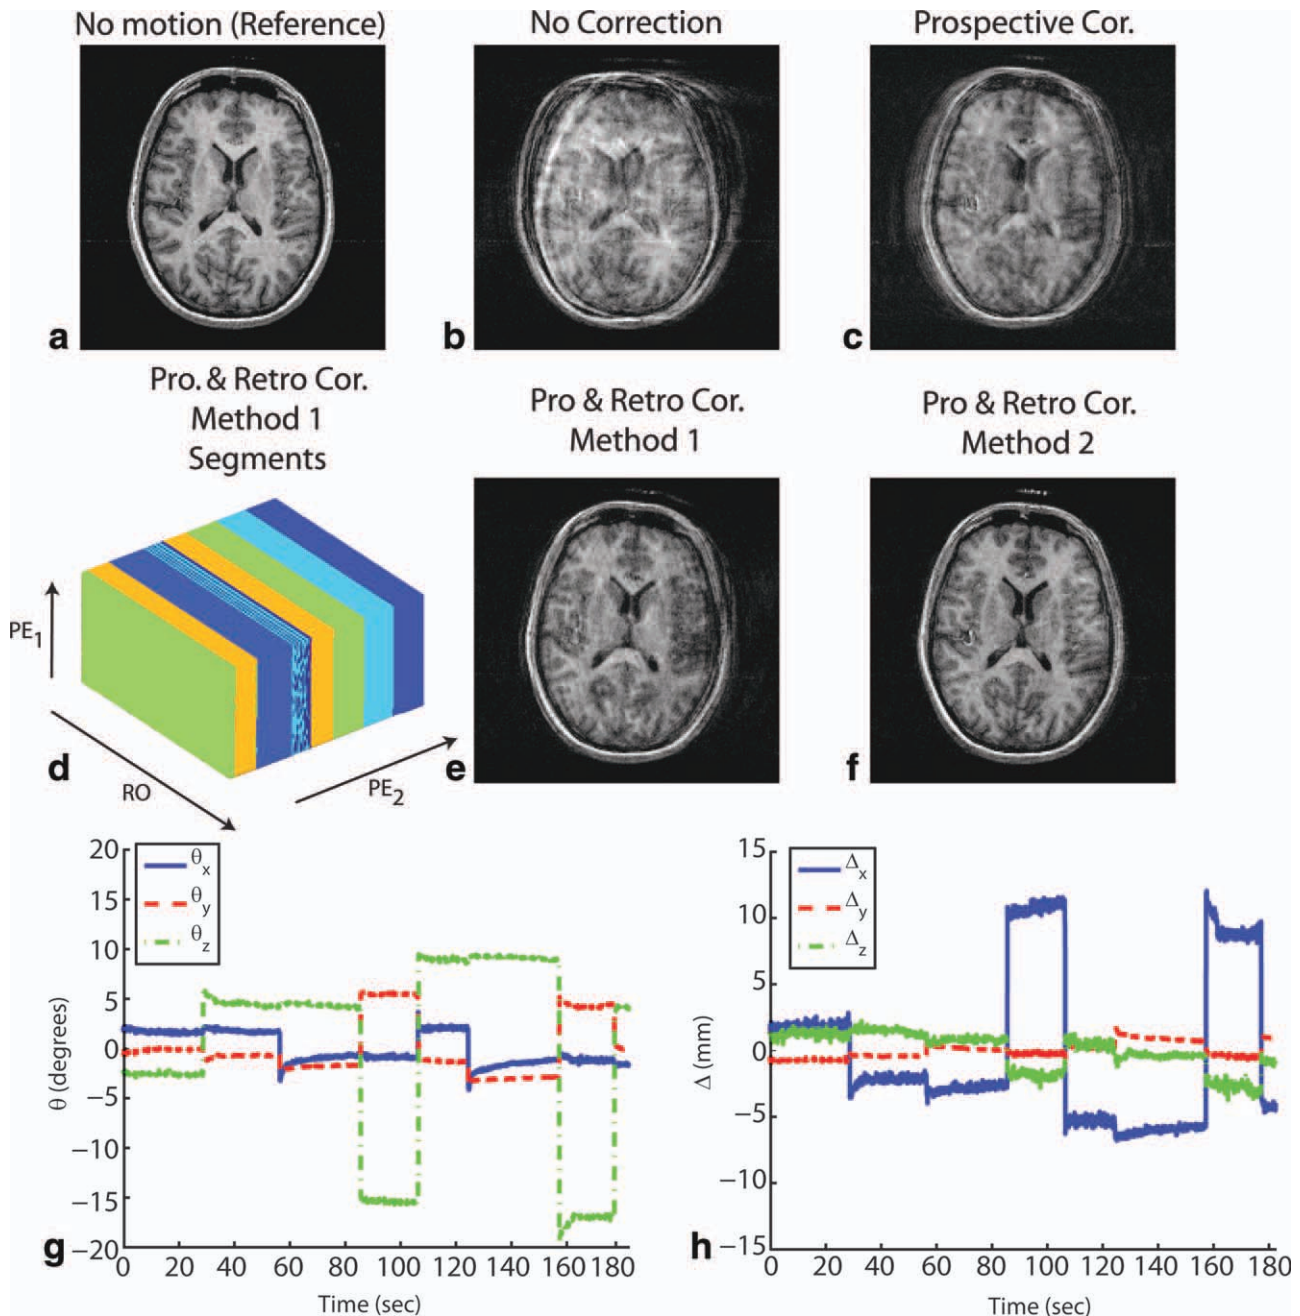 No motion (Reference)
No Correction
Prospective Cor.
a
b
c
Pro. & Retro Cor.
Method 1
Segments
Pro & Retro Cor.
Method 1
Pro & Retro Cor.
Method 2
PE1
RO
PE2
d
e
f
20
15
10
5
0
−5
−10
−15
−20
θ (degrees)
θx
θy
θz
0 20 40 60 80 100 120 140 160 180
Time (sec)
g
15
10
5
0
−5
−10
−15
Δ (mm)
Δx
Δy
Δz
0 20 40 60 80 100 120 140 160 180
Time (sec)
h